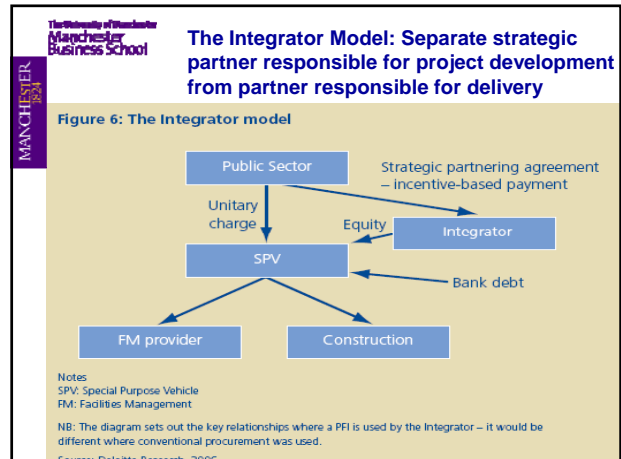 The University of Manchester
Manchester
Business School
MANCHESTER
1824
The Integrator Model: Separate strategic
partner responsible for project development
from partner responsible for delivery
Figure 6: The Integrator model
Public Sector
Strategic partnering agreement
– incentive-based payment
Unitary
charge
Equity
Integrator
SPV
Bank debt
FM provider
Construction
Notes
SPV: Special Purpose Vehicle
FM: Facilities Management
NB: The diagram sets out the key relationships where a PFI is used by the Integrator – it would be
different where conventional procurement was used.
Source: Deloitte Research, 2006